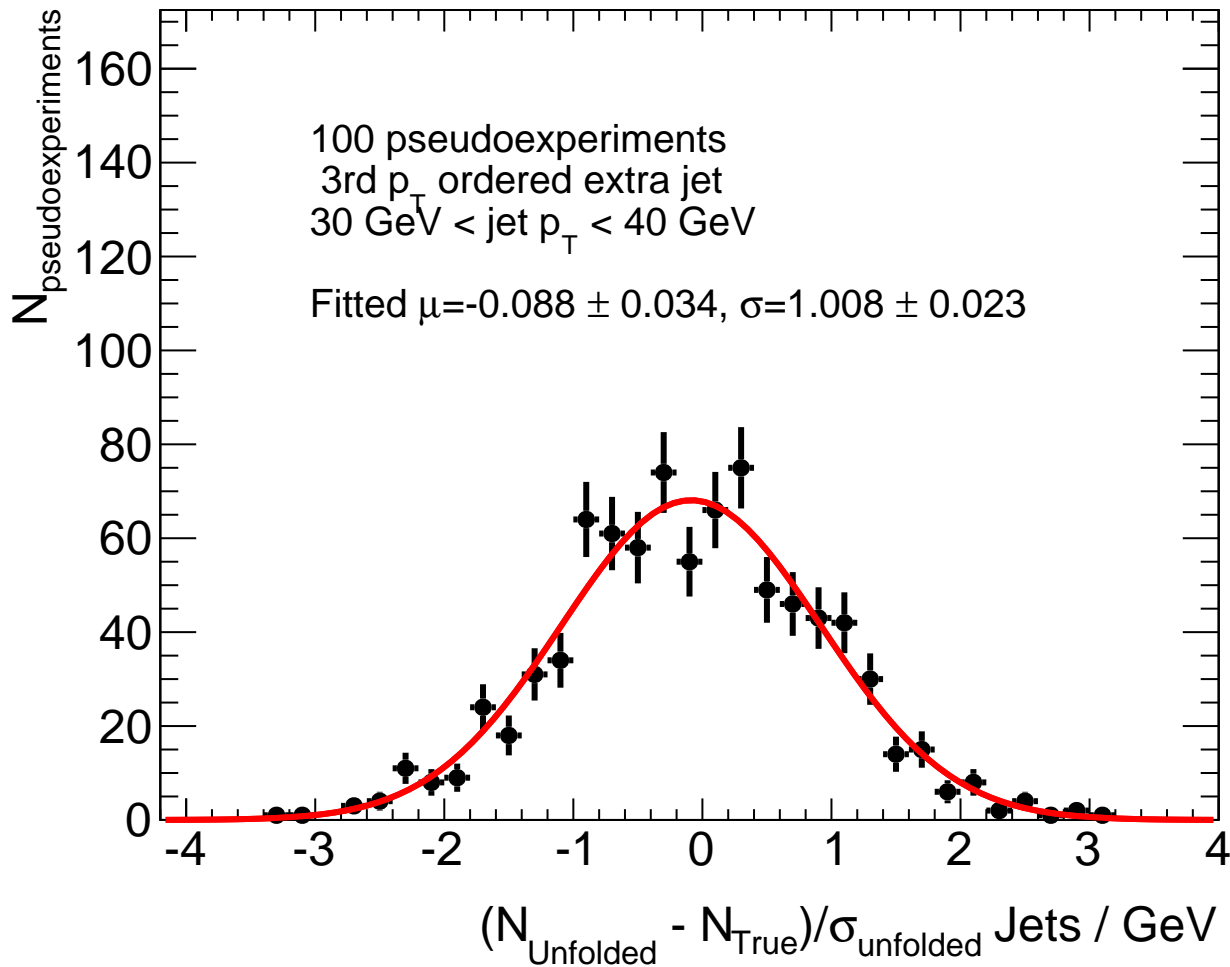 N_pseudoexperiments
160
140
120
100
80
60
40
20
0
100 pseudoexperiments
3rd p_T ordered extra jet
30 GeV < jet p_T < 40 GeV
Fitted μ=-0.088 ± 0.034, σ=1.008 ± 0.023
-4 -3 -2 -1 0 1 2 3 4
(N_Unfolded - N_True)/σ_unfolded Jets / GeV